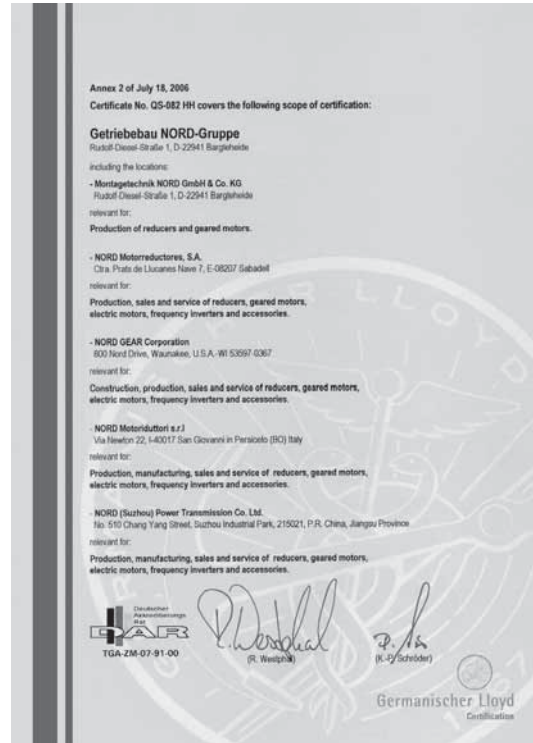 Annex 2 of July 18, 2006
Certificate No. QS-082 HH covers the following scope of certification:
Getriebebau NORD-Gruppe
Rudolf-Diesel-Straße 1, D-22941 Bargteheide
including the locations:
- Montagetechnik NORD GmbH & Co. KG
Rudolf-Diesel-Straße 1, D-22941 Bargteheide
relevant for:
Production of reducers and geared motors.
- NORD Motorreductores, S.A.
Ctra. Prats de Llucanes Nave 7, E-08207 Sabadell
relevant for:
Production, sales and service of reducers, geared motors,
electric motors, frequency inverters and accessories.
- NORD GEAR Corporation
800 Nord Drive, Waunakee, U.S.A.-WI 53597-0367
relevant for:
Construction, production, sales and service of reducers, geared motors,
electric motors, frequency inverters and accessories.
- NORD Motoriduttori s.r.l
Via Newton 22, I-40017 San Giovanni in Persiceto (BO) Italy
relevant for:
Production, manufacturing, sales and service of reducers, geared motors,
electric motors, frequency inverters and accessories.
- NORD (Suzhou) Power Transmission Co. Ltd.
No. 510 Chang Yang Street, Suzhou Industrial Park, 215021, P.R. China, Jiangsu Province
relevant for:
Production, manufacturing, sales and service of reducers, geared motors,
electric motors, frequency inverters and accessories.
Deutscher
Akkreditierungs
Rat
DAR
TGA-ZM-07-91-00
R. Westphal
(R. Westphal)
(K.-P. Schröder)
Germanischer Lloyd
Certification